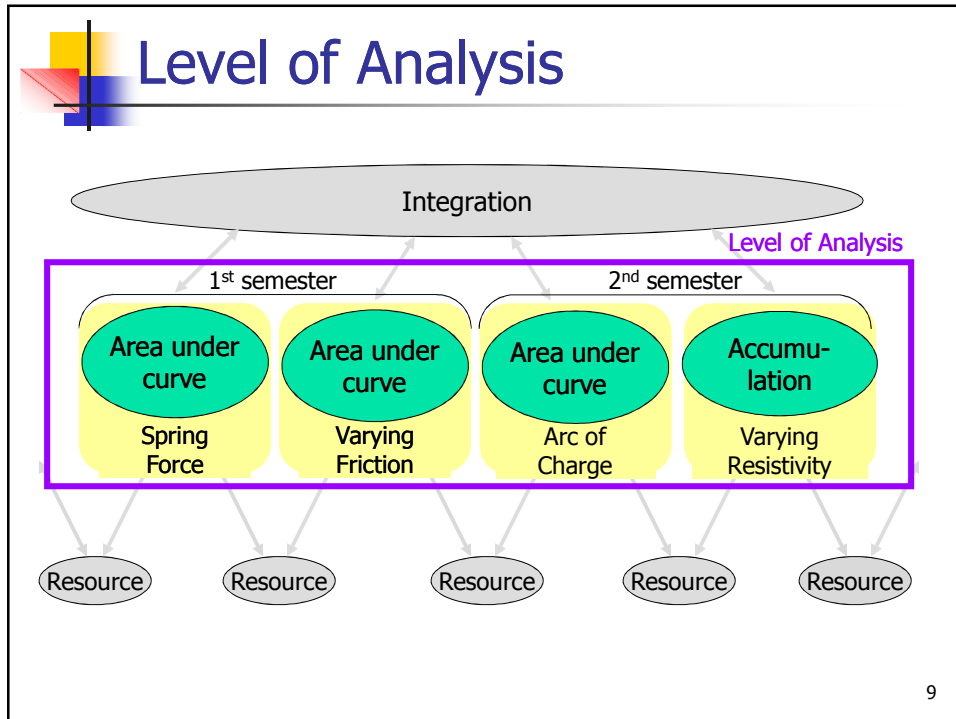 Level of Analysis
Integration
Level of Analysis
1st semester
2nd semester
Area under
curve
Area under
curve
Area under
curve
Accumu-
lation
Spring
Force
Varying
Friction
Arc of
Charge
Varying
Resistivity
Resource
Resource
Resource
Resource
Resource
9